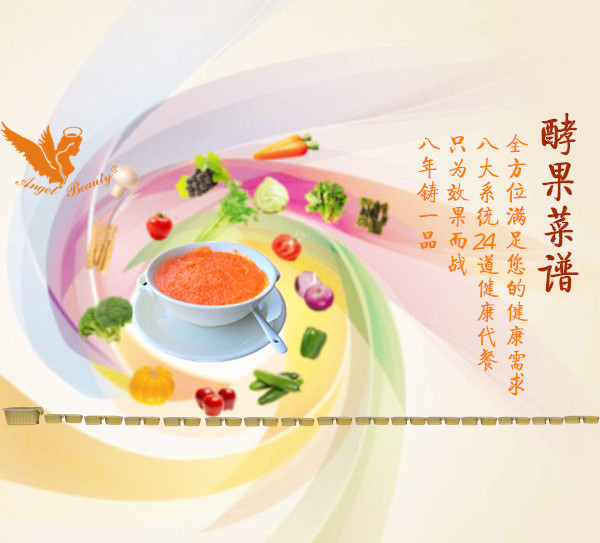 酵果菜谱
全方位满足您的健康需求
八大系统24道健康代餐
只为效果而战
八年铸一品
Angel Beauty®